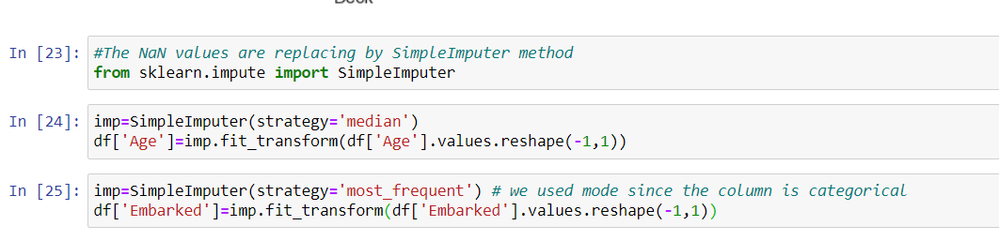 In [23]: #The NaN values are replacing by SimpleImputer method
from sklearn.impute import SimpleImputer
In [24]: imp=SimpleImputer(strategy='median')
df['Age']=imp.fit_transform(df['Age'].values.reshape(-1,1))
In [25]: imp=SimpleImputer(strategy='most_frequent') # we used mode since the column is categorical
df['Embarked']=imp.fit_transform(df['Embarked'].values.reshape(-1,1))